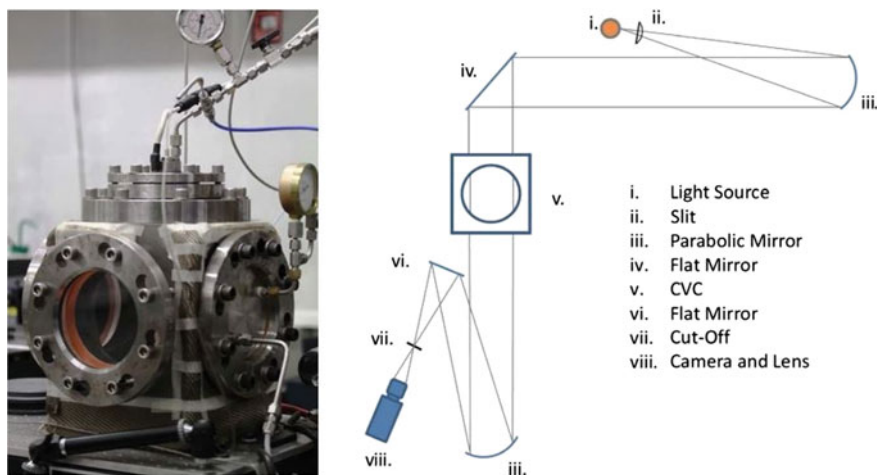 i.
ii.
iii.
iv.
v.
vi.
vii.
viii.
iii.
i. Light Source
ii. Slit
iii. Parabolic Mirror
iv. Flat Mirror
v. CVC
vi. Flat Mirror
vii. Cut-Off
viii. Camera and Lens